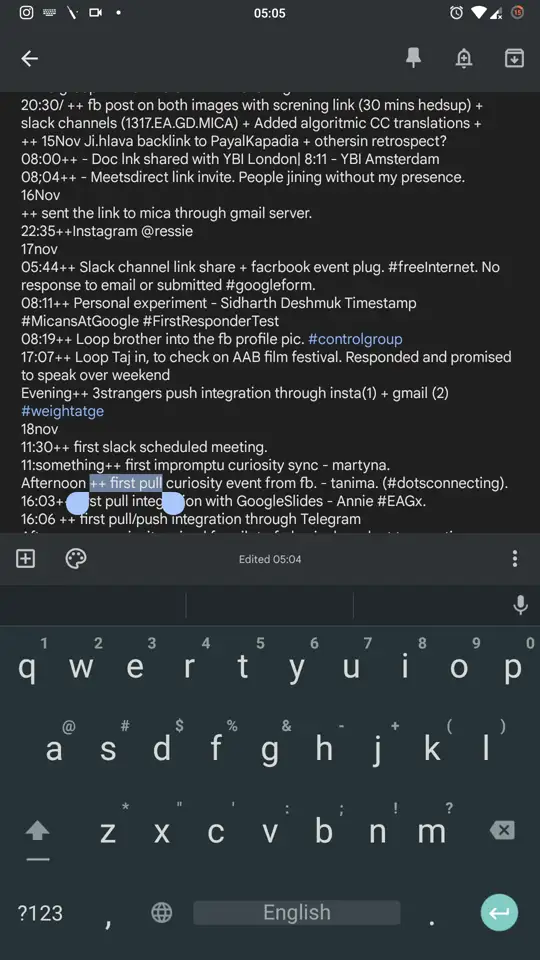 05:05
15
20:30/ ++ fb post on both images with screning link (30 mins hedsup) +
slack channels (1317.EA.GD.MICA) + Added algoritmic CC translations +
++ 15Nov Ji.hlava backlink to PayalKapadia + othersin retrospect?
08:00++ - Doc lnk shared with YBI London| 8:11 - YBI Amsterdam
08;04++ - Meetsdirect link invite. People jining without my presence.
16Nov
++ sent the link to mica through gmail server.
22:35++Instagram @ressie
17nov
05:44++ Slack channel link share + facrbook event plug. #freeInternet. No
response to email or submitted #googleform.
08:11++ Personal experiment - Sidharth Deshmuk Timestamp
#MicansAtGoogle #FirstResponderTest
08:19++ Loop brother into the fb profile pic. #controlgroup
17:07++ Loop Taj in, to check on AAB film festival. Responded and promised
to speak over weekend
Evening++ 3strangers push integration through insta(1) + gmail (2)
#weightatge
18nov
11:30++ first slack scheduled meeting.
11:something++ first impromptu curiosity sync - martyna.
Afternoon ++ first pull curiosity event from fb. - tanima. (#dotsconnecting).
16:03++ first pull integration with GoogleSlides - Annie #EAGx.
16:06 ++ first pull/push integration through Telegram
Edited 05:04
1 2 3 4 5 6 7 8 9 0
q w e r t y u i o p
@ # $ % & - + ( )
a s d f g h j k l
* " ' : ; ! ?
z x c v b n m
?123 , English .